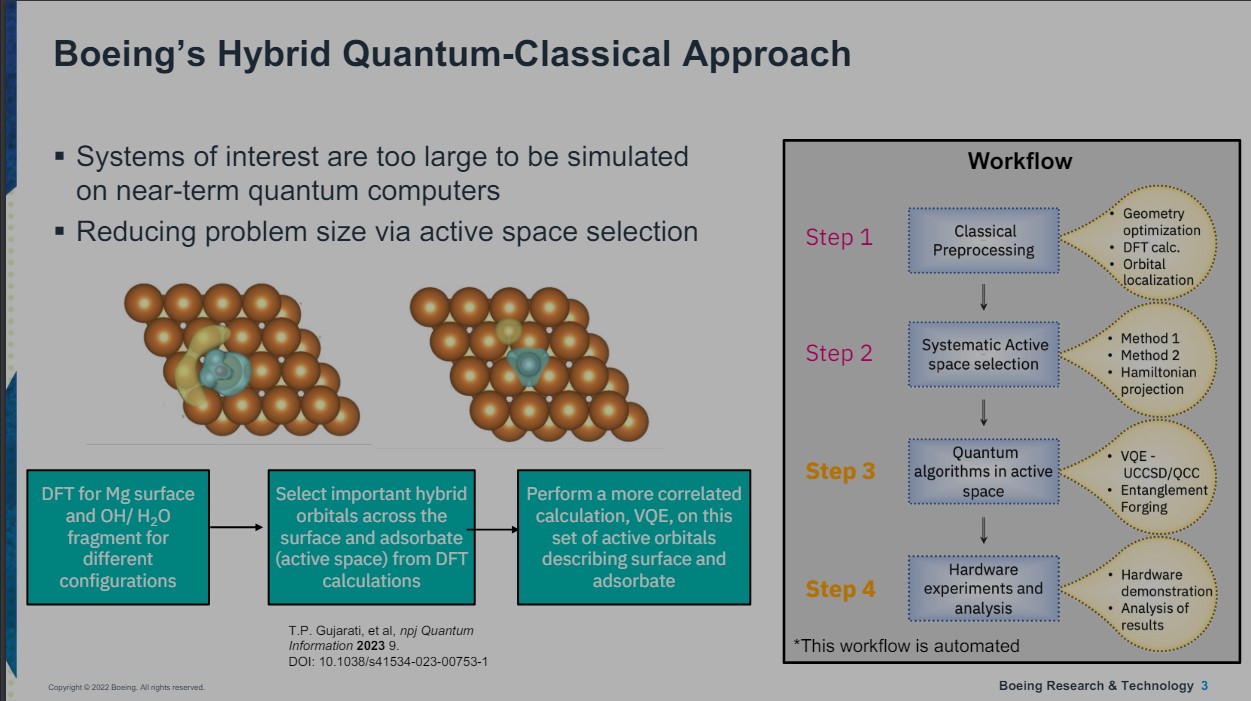 Boeing's Hybrid Quantum-Classical Approach
▪ Systems of interest are too large to be simulated
on near-term quantum computers
▪ Reducing problem size via active space selection
DFT for Mg surface
and OH/ H₂O
fragment for
different
configurations
Select important hybrid
orbitals across the
surface and adsorbate
(active space) from DFT
calculations
Perform a more correlated
calculation, VQE, on this
set of active orbitals
describing surface and
adsorbate
T.P. Gujarati, et al, npj Quantum
Information 2023 9.
DOI: 10.1038/s41534-023-00753-1
Workflow
Step 1
Classical
Preprocessing
• Geometry
optimization
• DFT calc.
• Orbital
localization
Step 2
Systematic Active
space selection
• Method 1
• Method 2
• Hamiltonian
projection
Step 3
Quantum
algorithms in active
space
• VQE -
UCCSD/QCC
• Entanglement
Forging
Step 4
Hardware
experiments and
analysis
• Hardware
demonstration
• Analysis of
results
*This workflow is automated
Copyright © 2022 Boeing. All rights reserved.
Boeing Research & Technology 3